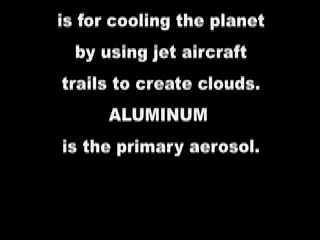 is for cooling the planet
by using jet aircraft
trails to create clouds.
ALUMINUM
is the primary aerosol.